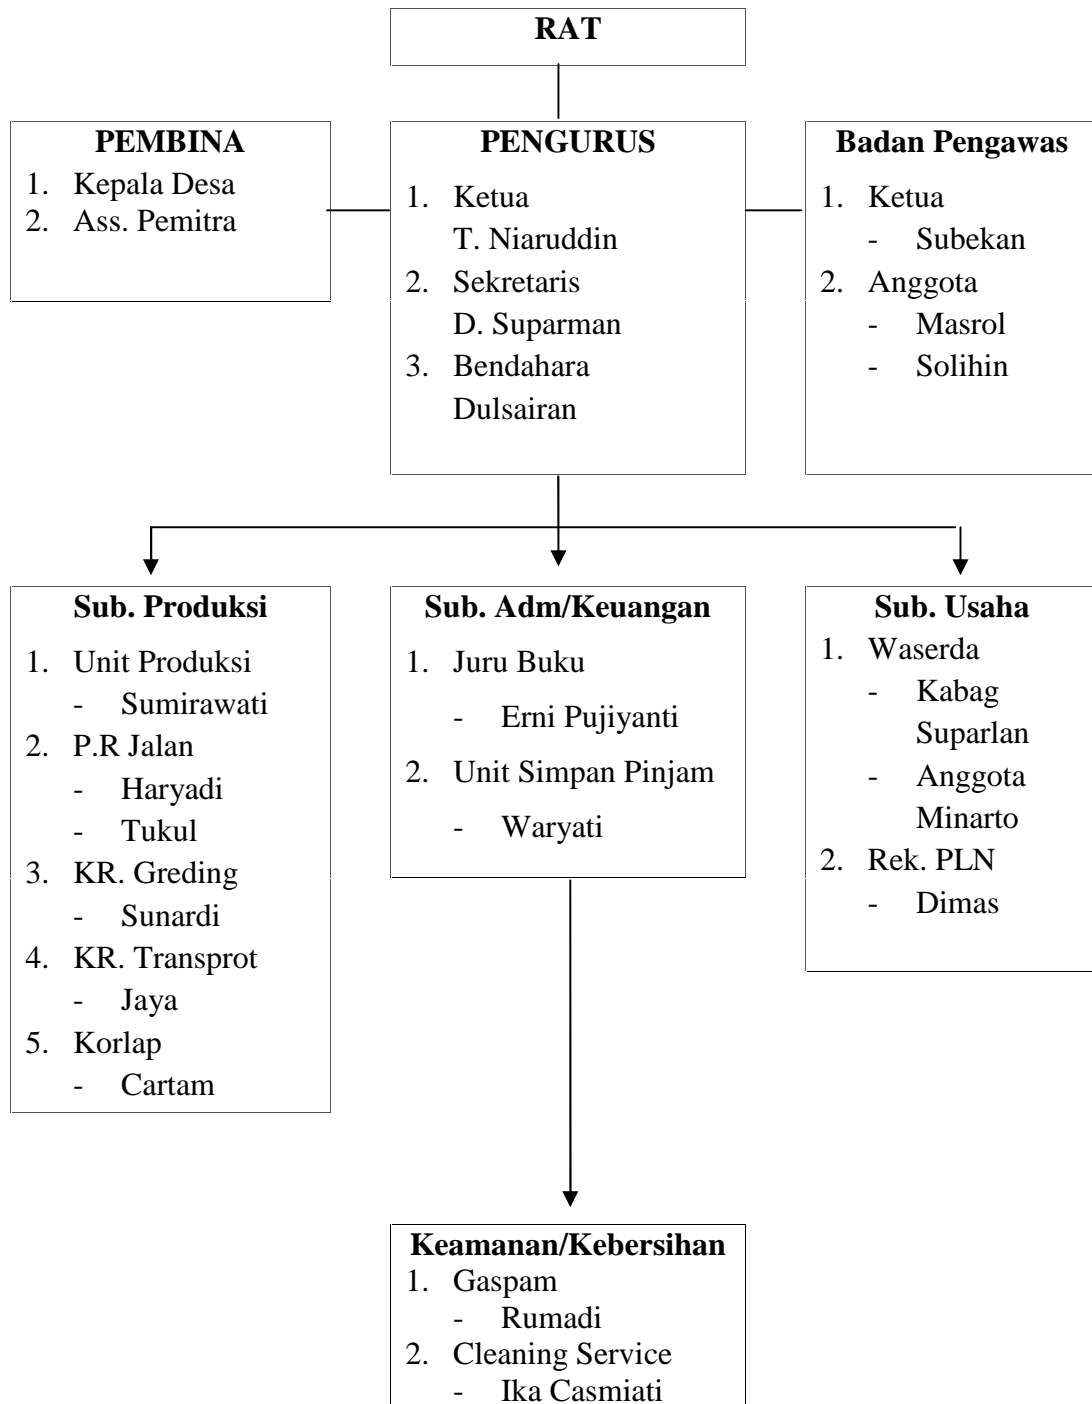 RAT
PEMBINA
1. Kepala Desa
2. Ass. Pemitra
PENGURUS
1. Ketua
T. Niaruddin
2. Sekretaris
D. Suparman
3. Bendahara
Dulsairan
Badan Pengawas
1. Ketua
- Subekan
2. Anggota
- Masrol
- Solihin
Sub. Produksi
1. Unit Produksi
- Sumirawati
2. P.R Jalan
- Haryadi
- Tukul
3. KR. Greding
- Sunardi
4. KR. Transprot
- Jaya
5. Korlap
- Cartam
Sub. Adm/Keuangan
1. Juru Buku
- Erni Pujiyanti
2. Unit Simpan Pinjam
- Waryati
Sub. Usaha
1. Waserda
- Kabag
Suparlan
- Anggota
Minarto
2. Rek. PLN
- Dimas
Keamanan/Kebersihan
1. Gaspam
- Rumadi
2. Cleaning Service
- Ika Casmiati